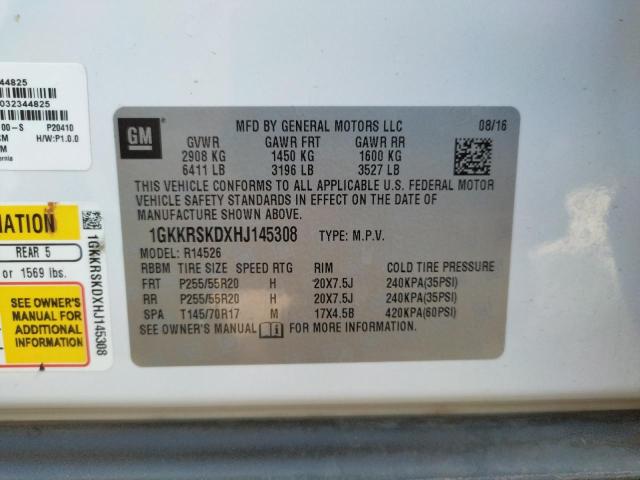 44825
032344825
00-S P20410
CM H/W:P1.0.0
M
ornia
MATION
REAR 5
or 1569 lbs.
SEE OWNER'S
MANUAL FOR
ADDITIONAL
INFORMATION
1GKKRSKDXHJ145308
GM
MFD BY GENERAL MOTORS LLC 08/16
GVWR GAWR FRT GAWR RR
2908 KG 1450 KG 1600 KG
6411 LB 3196 LB 3527 LB
THIS VEHICLE CONFORMS TO ALL APPLICABLE U.S. FEDERAL MOTOR
VEHICLE SAFETY STANDARDS IN EFFECT ON THE DATE OF
MANUFACTURE SHOWN ABOVE.
1GKKRSKDXHJ145308 TYPE: M.P.V.
MODEL: R14526
RBBM TIRE SIZE SPEED RTG RIM COLD TIRE PRESSURE
FRT P255/55R20 H 20X7.5J 240KPA(35PSI)
RR P255/55R20 H 20X7.5J 240KPA(35PSI)
SPA T145/70R17 M 17X4.5B 420KPA(60PSI)
SEE OWNER'S MANUAL FOR MORE INFORMATION